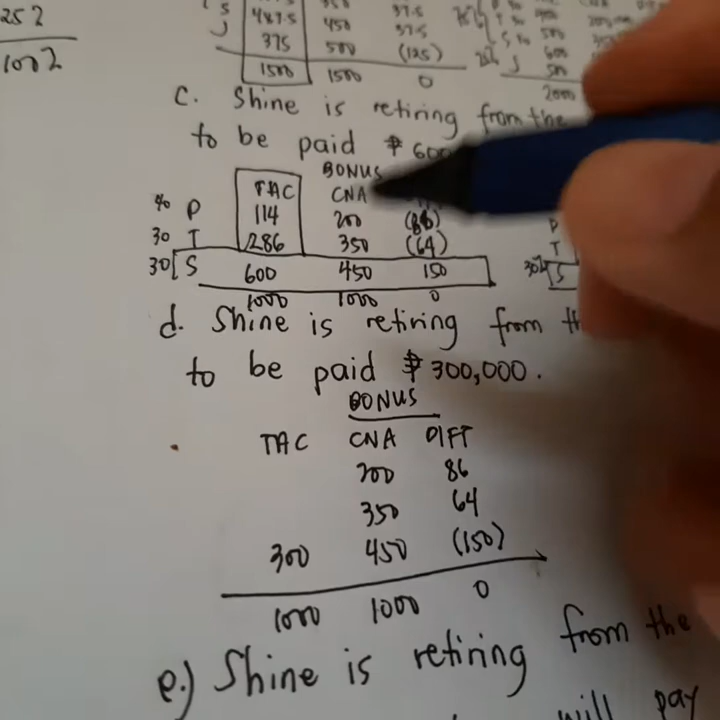 252
1002
S 487.5 450 37.5
J 375 500 (125)
1500 1500 0
500
2000
c. Shine is retiring from the
to be paid ₱ 600
BONUS
TAC CNA
% P 114 200 (86)
30 T 286 350 (64)
30 S 600 450 150
1000 1000 0
P
T
30% S
d. Shine is retiring from th
to be paid ₱ 300,000.
BONUS
TAC CNA DIFF
200 86
350 64
300 450 (150)
1000 1000 0
e.) Shine is retiring from the
will pay